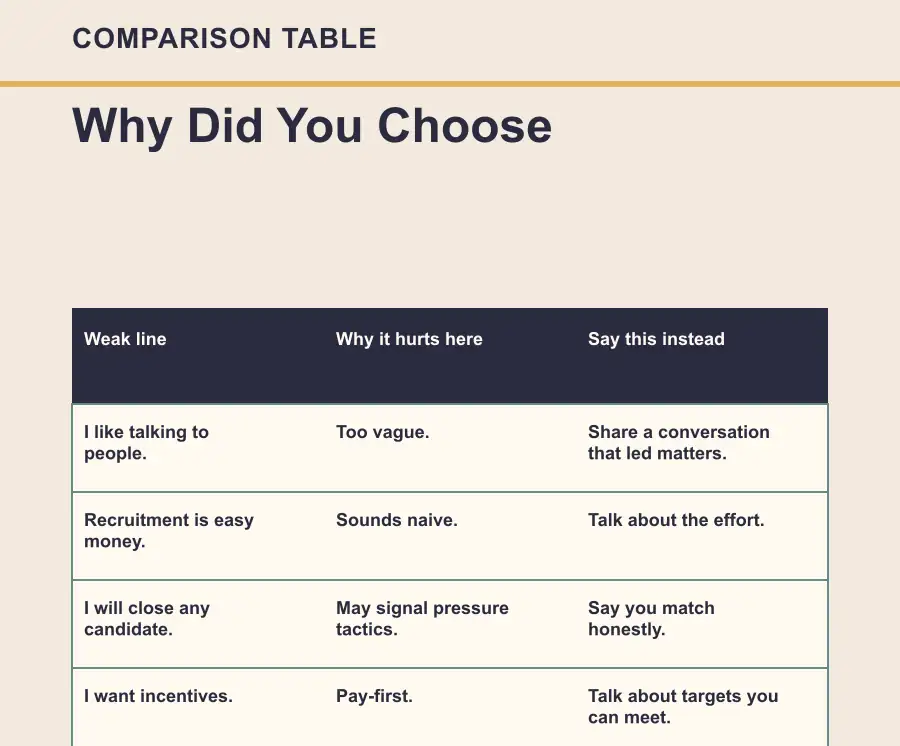 COMPARISON TABLE
Why Did You Choose
Weak line
Why it hurts here
Say this instead
I like talking to
people.
Too vague.
Share a conversation
that led matters.
Recruitment is easy
money.
Sounds naive.
Talk about the effort.
I will close any
candidate.
May signal pressure
tactics.
Say you match
honestly.
I want incentives.
Pay-first.
Talk about targets you
can meet.